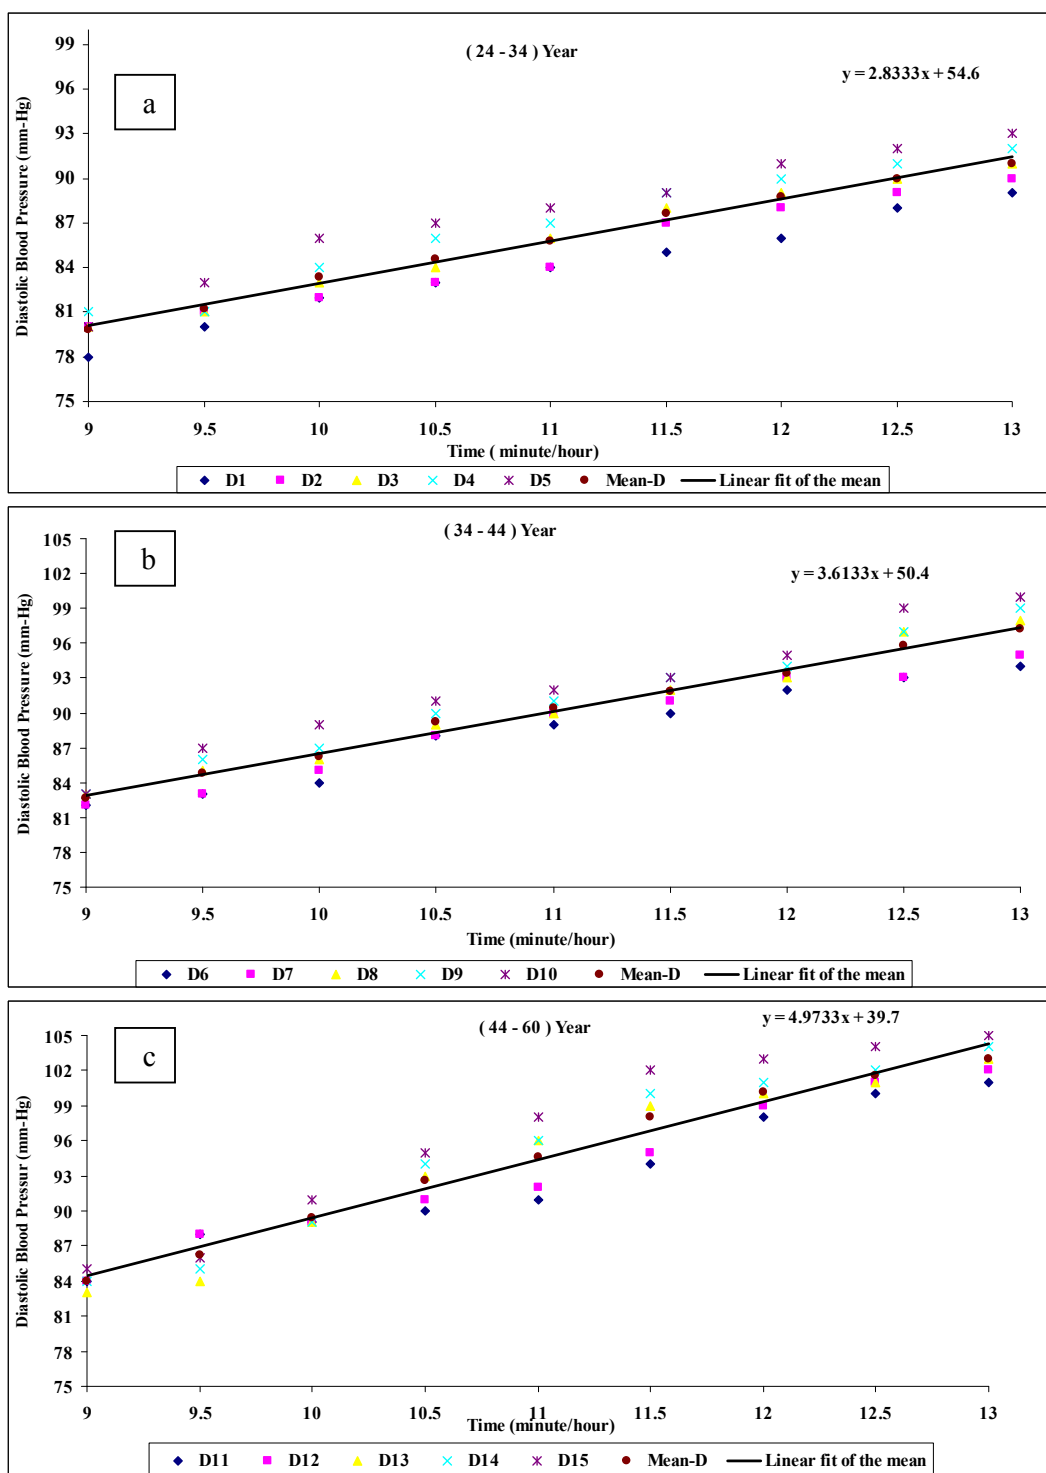 ( 24 - 34 ) Year
y = 2.8333x + 54.6
a
Diastolic Blood Pressure (mm-Hg)
99
96
93
90
87
84
81
78
75
9 9.5 10 10.5 11 11.5 12 12.5 13
Time ( minute/hour)
D1 D2 D3 D4 D5 Mean-D Linear fit of the mean
( 34 - 44 ) Year
y = 3.6133x + 50.4
b
Diastolic Blood Pressure (mm-Hg)
105
102
99
96
93
90
87
84
81
78
75
9 9.5 10 10.5 11 11.5 12 12.5 13
Time (minute/hour)
D6 D7 D8 D9 D10 Mean-D Linear fit of the mean
( 44 - 60 ) Year
y = 4.9733x + 39.7
c
Diastolic Blood Pressur (mm-Hg)
105
102
99
96
93
90
87
84
81
78
75
9 9.5 10 10.5 11 11.5 12 12.5 13
Time (minute/hour)
D11 D12 D13 D14 D15 Mean-D Linear fit of the mean